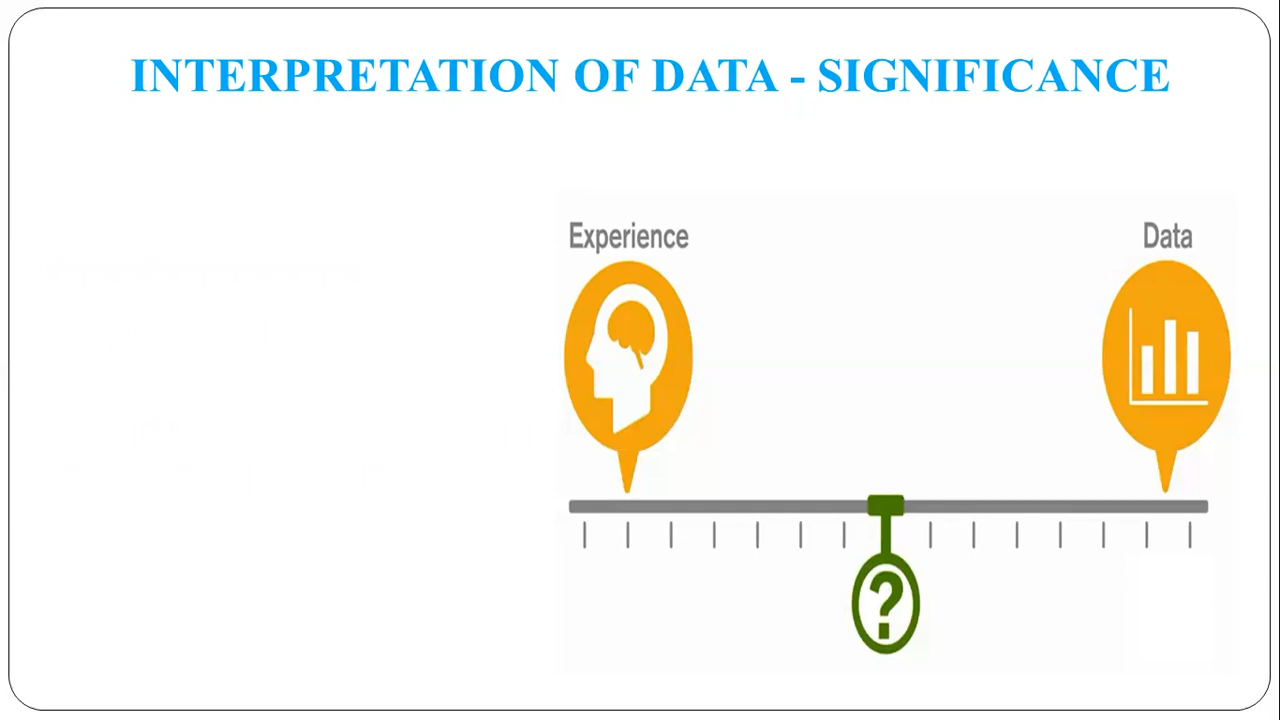 INTERPRETATION OF DATA - SIGNIFICANCE
Experience
Data
?